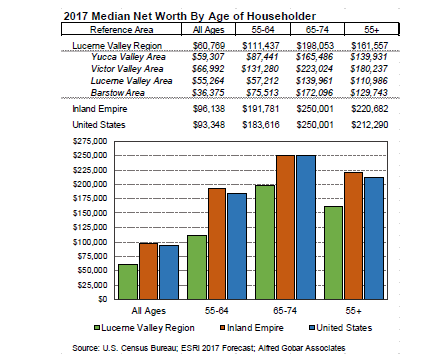 2017 Median Net Worth By Age of Householder
Reference Area All Ages 55-64 65-74 55+
Lucerne Valley Region $60,769 $111,437 $198,053 $161,557
Yucca Valley Area $59,307 $87,441 $165,486 $139,931
Victor Valley Area $66,992 $131,280 $223,024 $180,237
Lucerne Valley Area $55,264 $57,212 $139,961 $110,986
Barstow Area $36,375 $75,513 $172,096 $129,743
Inland Empire $96,138 $191,781 $250,001 $220,682
United States $93,348 $183,616 $250,001 $212,290
$275,000
$250,000
$225,000
$200,000
$175,000
$150,000
$125,000
$100,000
$75,000
$50,000
$25,000
$0
All Ages 55-64 65-74 55+
Lucerne Valley Region Inland Empire United States
Source: U.S. Census Bureau; ESRI 2017 Forecast; Alfred Gobar Associates